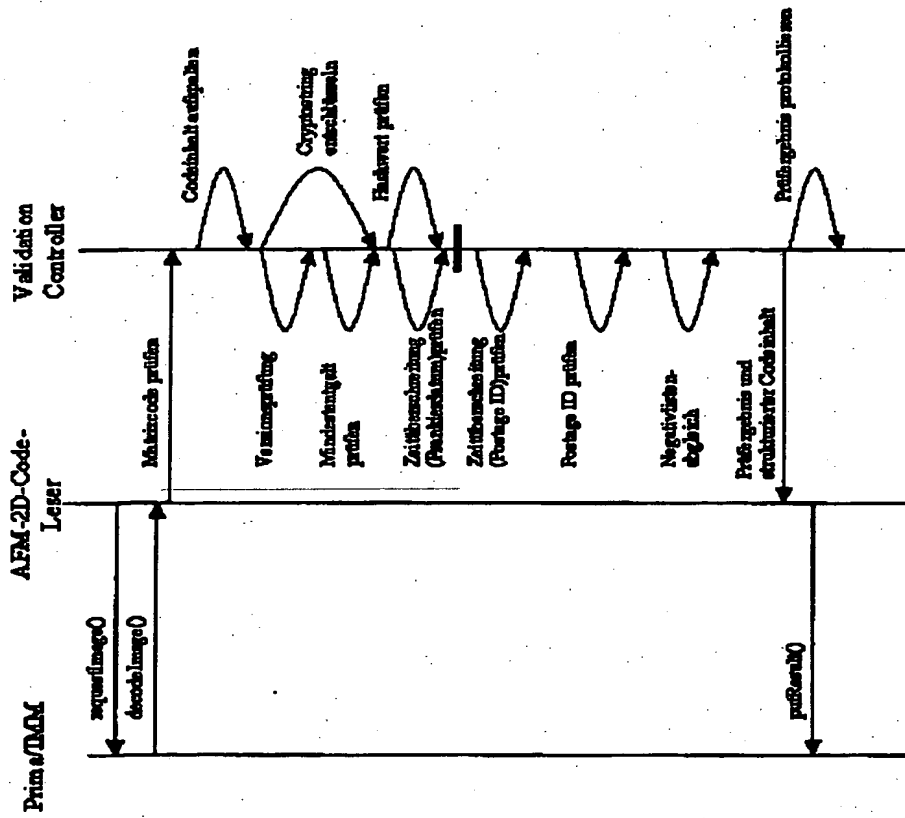 Prima/IMM
AFM-2D-Code-
Leser
Validation
Controller
requestImage()
decodeImage()
Matrixcode prüfen
Codeinhalt aufspalten
Versionsprüfung
Cryptostring
entschlüsseln
Mindestentgelt
prüfen
Hashwert prüfen
Zeitüberschreitung
(Frankierdatum) prüfen
Zeitüberschreitung
(Postage ID) prüfen
Postage ID prüfen
Negativlisten-
abgleich
Prüfergebnis und
strukturierter Codeinhalt
Prüfergebnis protokollieren
putResult()